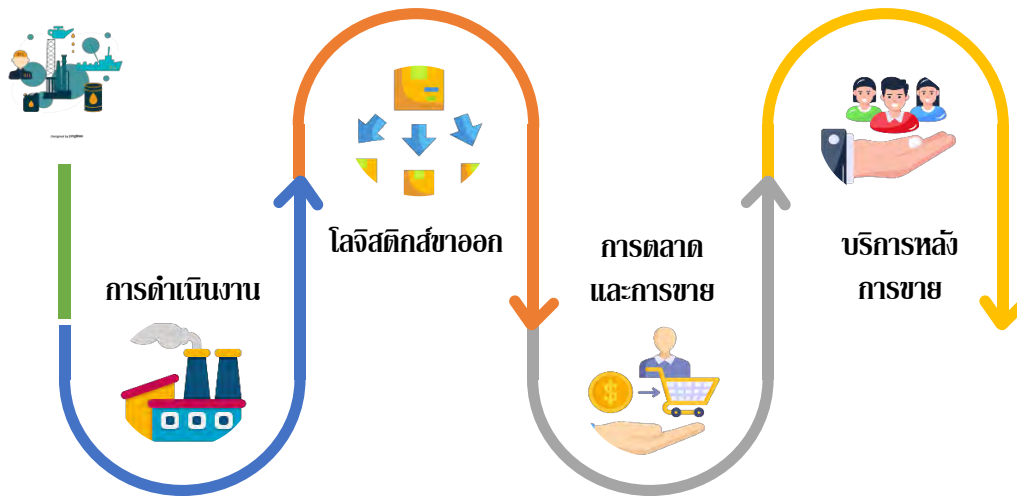 designed by
การดำเนินงาน
โลจิสติกส์ขาออก
การตลาด
และการขาย
บริการหลัง
การขาย